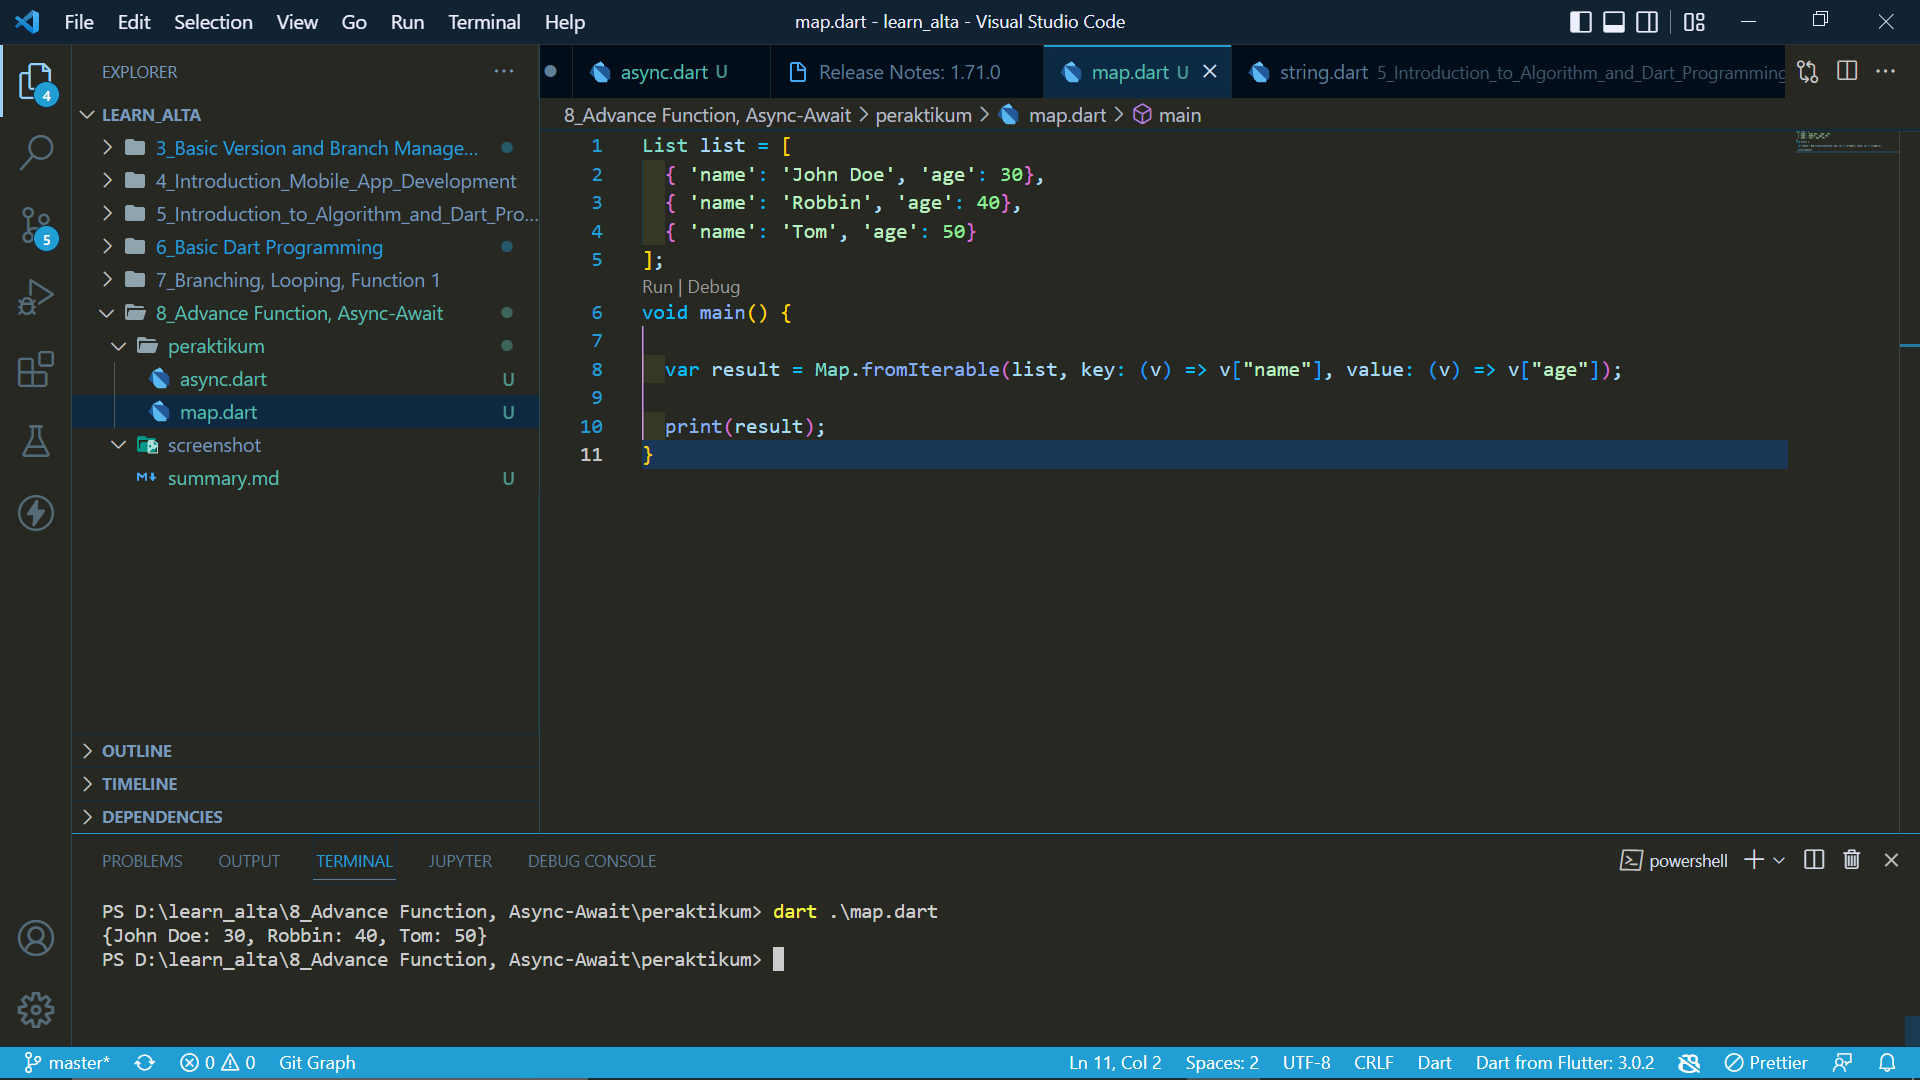 File Edit Selection View Go Run Terminal Help
map.dart - learn_alta - Visual Studio Code
EXPLORER
LEARN_ALTA
3_Basic Version and Branch Manage...
4_Introduction_Mobile_App_Development
5_Introduction_to_Algorithm_and_Dart_Pro...
6_Basic Dart Programming
7_Branching, Looping, Function 1
8_Advance Function, Async-Await
peraktikum
async.dart U
map.dart U
screenshot
summary.md U
OUTLINE
TIMELINE
DEPENDENCIES
4
5
async.dart U
Release Notes: 1.71.0
map.dart U
string.dart 5_Introduction_to_Algorithm_and_Dart_Programming
8_Advance Function, Async-Await > peraktikum > map.dart > main
1 List list = [
2 { 'name': 'John Doe', 'age': 30},
3 { 'name': 'Robbin', 'age': 40},
4 { 'name': 'Tom', 'age': 50}
5 ];
Run | Debug
6 void main() {
7
8 var result = Map.fromIterable(list, key: (v) => v["name"], value: (v) => v["age"]);
9
10 print(result);
11 }
PROBLEMS OUTPUT TERMINAL JUPYTER DEBUG CONSOLE
powershell
PS D:\learn_alta\8_Advance Function, Async-Await\peraktikum> dart .\map.dart
{John Doe: 30, Robbin: 40, Tom: 50}
PS D:\learn_alta\8_Advance Function, Async-Await\peraktikum>
master* 0 0 Git Graph
Ln 11, Col 2 Spaces: 2 UTF-8 CRLF Dart Dart from Flutter: 3.0.2 Prettier